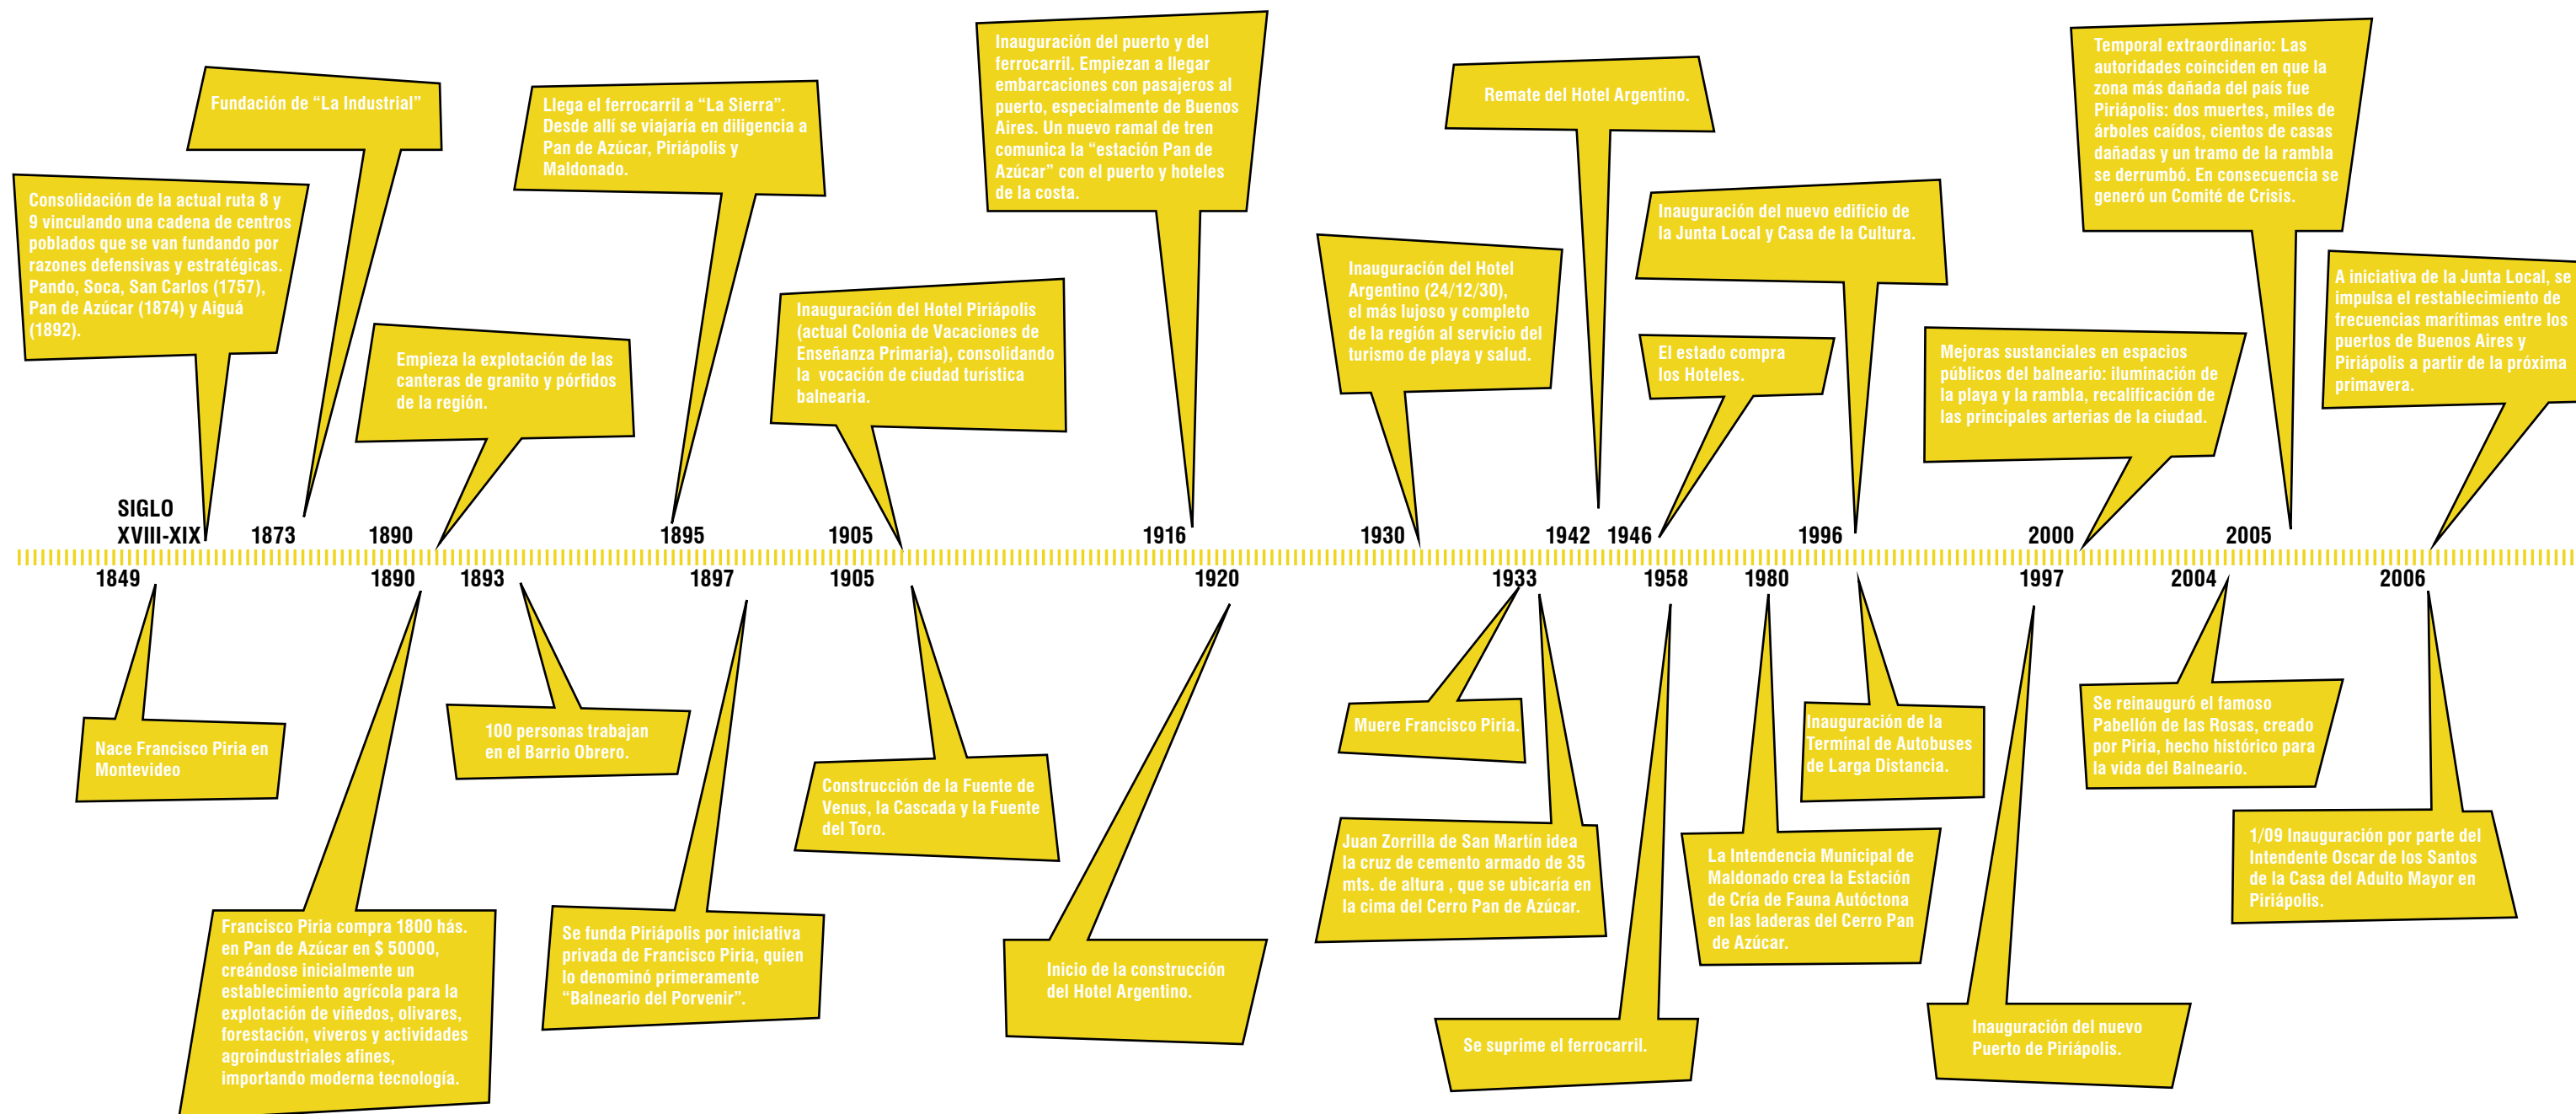 Consolidación de la actual ruta 8 y
9 vinculando una cadena de centros
poblados que se van fundando por
razones defensivas y estratégicas.
Pando, Soca, San Carlos (1757),
Pan de Azúcar (1874) y Aiguá
(1892).
Fundación de “La Industrial”
Empieza la explotación de las
canteras de granito y pórfidos
de la región.
Llega el ferrocarril a “La Sierra”.
Desde allí se viajaría en diligencia a
Pan de Azúcar, Piriápolis y
Maldonado.
Inauguración del Hotel Piriápolis
(actual Colonia de Vacaciones de
Enseñanza Primaria), consolidando
la vocación de ciudad turística
balnearia.
Inauguración del puerto y del
ferrocarril. Empiezan a llegar
embarcaciones con pasajeros al
puerto, especialmente de Buenos
Aires. Un nuevo ramal de tren
comunica la “estación Pan de
Azúcar” con el puerto y hoteles
de la costa.
Inauguración del Hotel
Argentino (24/12/30),
el más lujoso y completo
de la región al servicio del
turismo de playa y salud.
Remate del Hotel Argentino.
El estado compra
los Hoteles.
Inauguración del nuevo edificio de
la Junta Local y Casa de la Cultura.
Mejoras sustanciales en espacios
públicos del balneario: iluminación de
la playa y la rambla, recalificación de
las principales arterias de la ciudad.
Temporal extraordinario: Las
autoridades coinciden en que la
zona más dañada del país fue
Piriápolis: dos muertes, miles de
árboles caídos, cientos de casas
dañadas y un tramo de la rambla
se derrumbó. En consecuencia se
generó un Comité de Crisis.
A iniciativa de la Junta Local, se
impulsa el restablecimiento de
frecuencias marítimas entre los
puertos de Buenos Aires y
Piriápolis a partir de la próxima
primavera.
SIGLO
XVIII-XIX 1873 1890 1895 1905 1916 1930 1942 1946 1996 2000 2005
1849 1890 1893 1897 1905 1920 1933 1958 1980 1997 2004 2006
Nace Francisco Piria en
Montevideo
Francisco Piria compra 1800 hás.
en Pan de Azúcar en $ 50000,
creándose inicialmente un
establecimiento agrícola para la
explotación de viñedos, olivares,
forestación, viveros y actividades
agroindustriales afines,
importando moderna tecnología.
100 personas trabajan
en el Barrio Obrero.
Se funda Piriápolis por iniciativa
privada de Francisco Piria, quien
lo denominó primeramente
“Balneario del Porvenir”.
Construcción de la Fuente de
Venus, la Cascada y la Fuente
del Toro.
Inicio de la construcción
del Hotel Argentino.
Muere Francisco Piria.
Juan Zorrilla de San Martín idea
la cruz de cemento armado de 35
mts. de altura , que se ubicaría en
la cima del Cerro Pan de Azúcar.
Se suprime el ferrocarril.
La Intendencia Municipal de
Maldonado crea la Estación
de Cría de Fauna Autóctona
en las laderas del Cerro Pan
de Azúcar.
Inauguración de la
Terminal de Autobuses
de Larga Distancia.
Inauguración del nuevo
Puerto de Piriápolis.
Se reinauguró el famoso
Pabellón de las Rosas, creado
por Piria, hecho histórico para
la vida del Balneario.
1/09 Inauguración por parte del
Intendente Oscar de los Santos
de la Casa del Adulto Mayor en
Piriápolis.